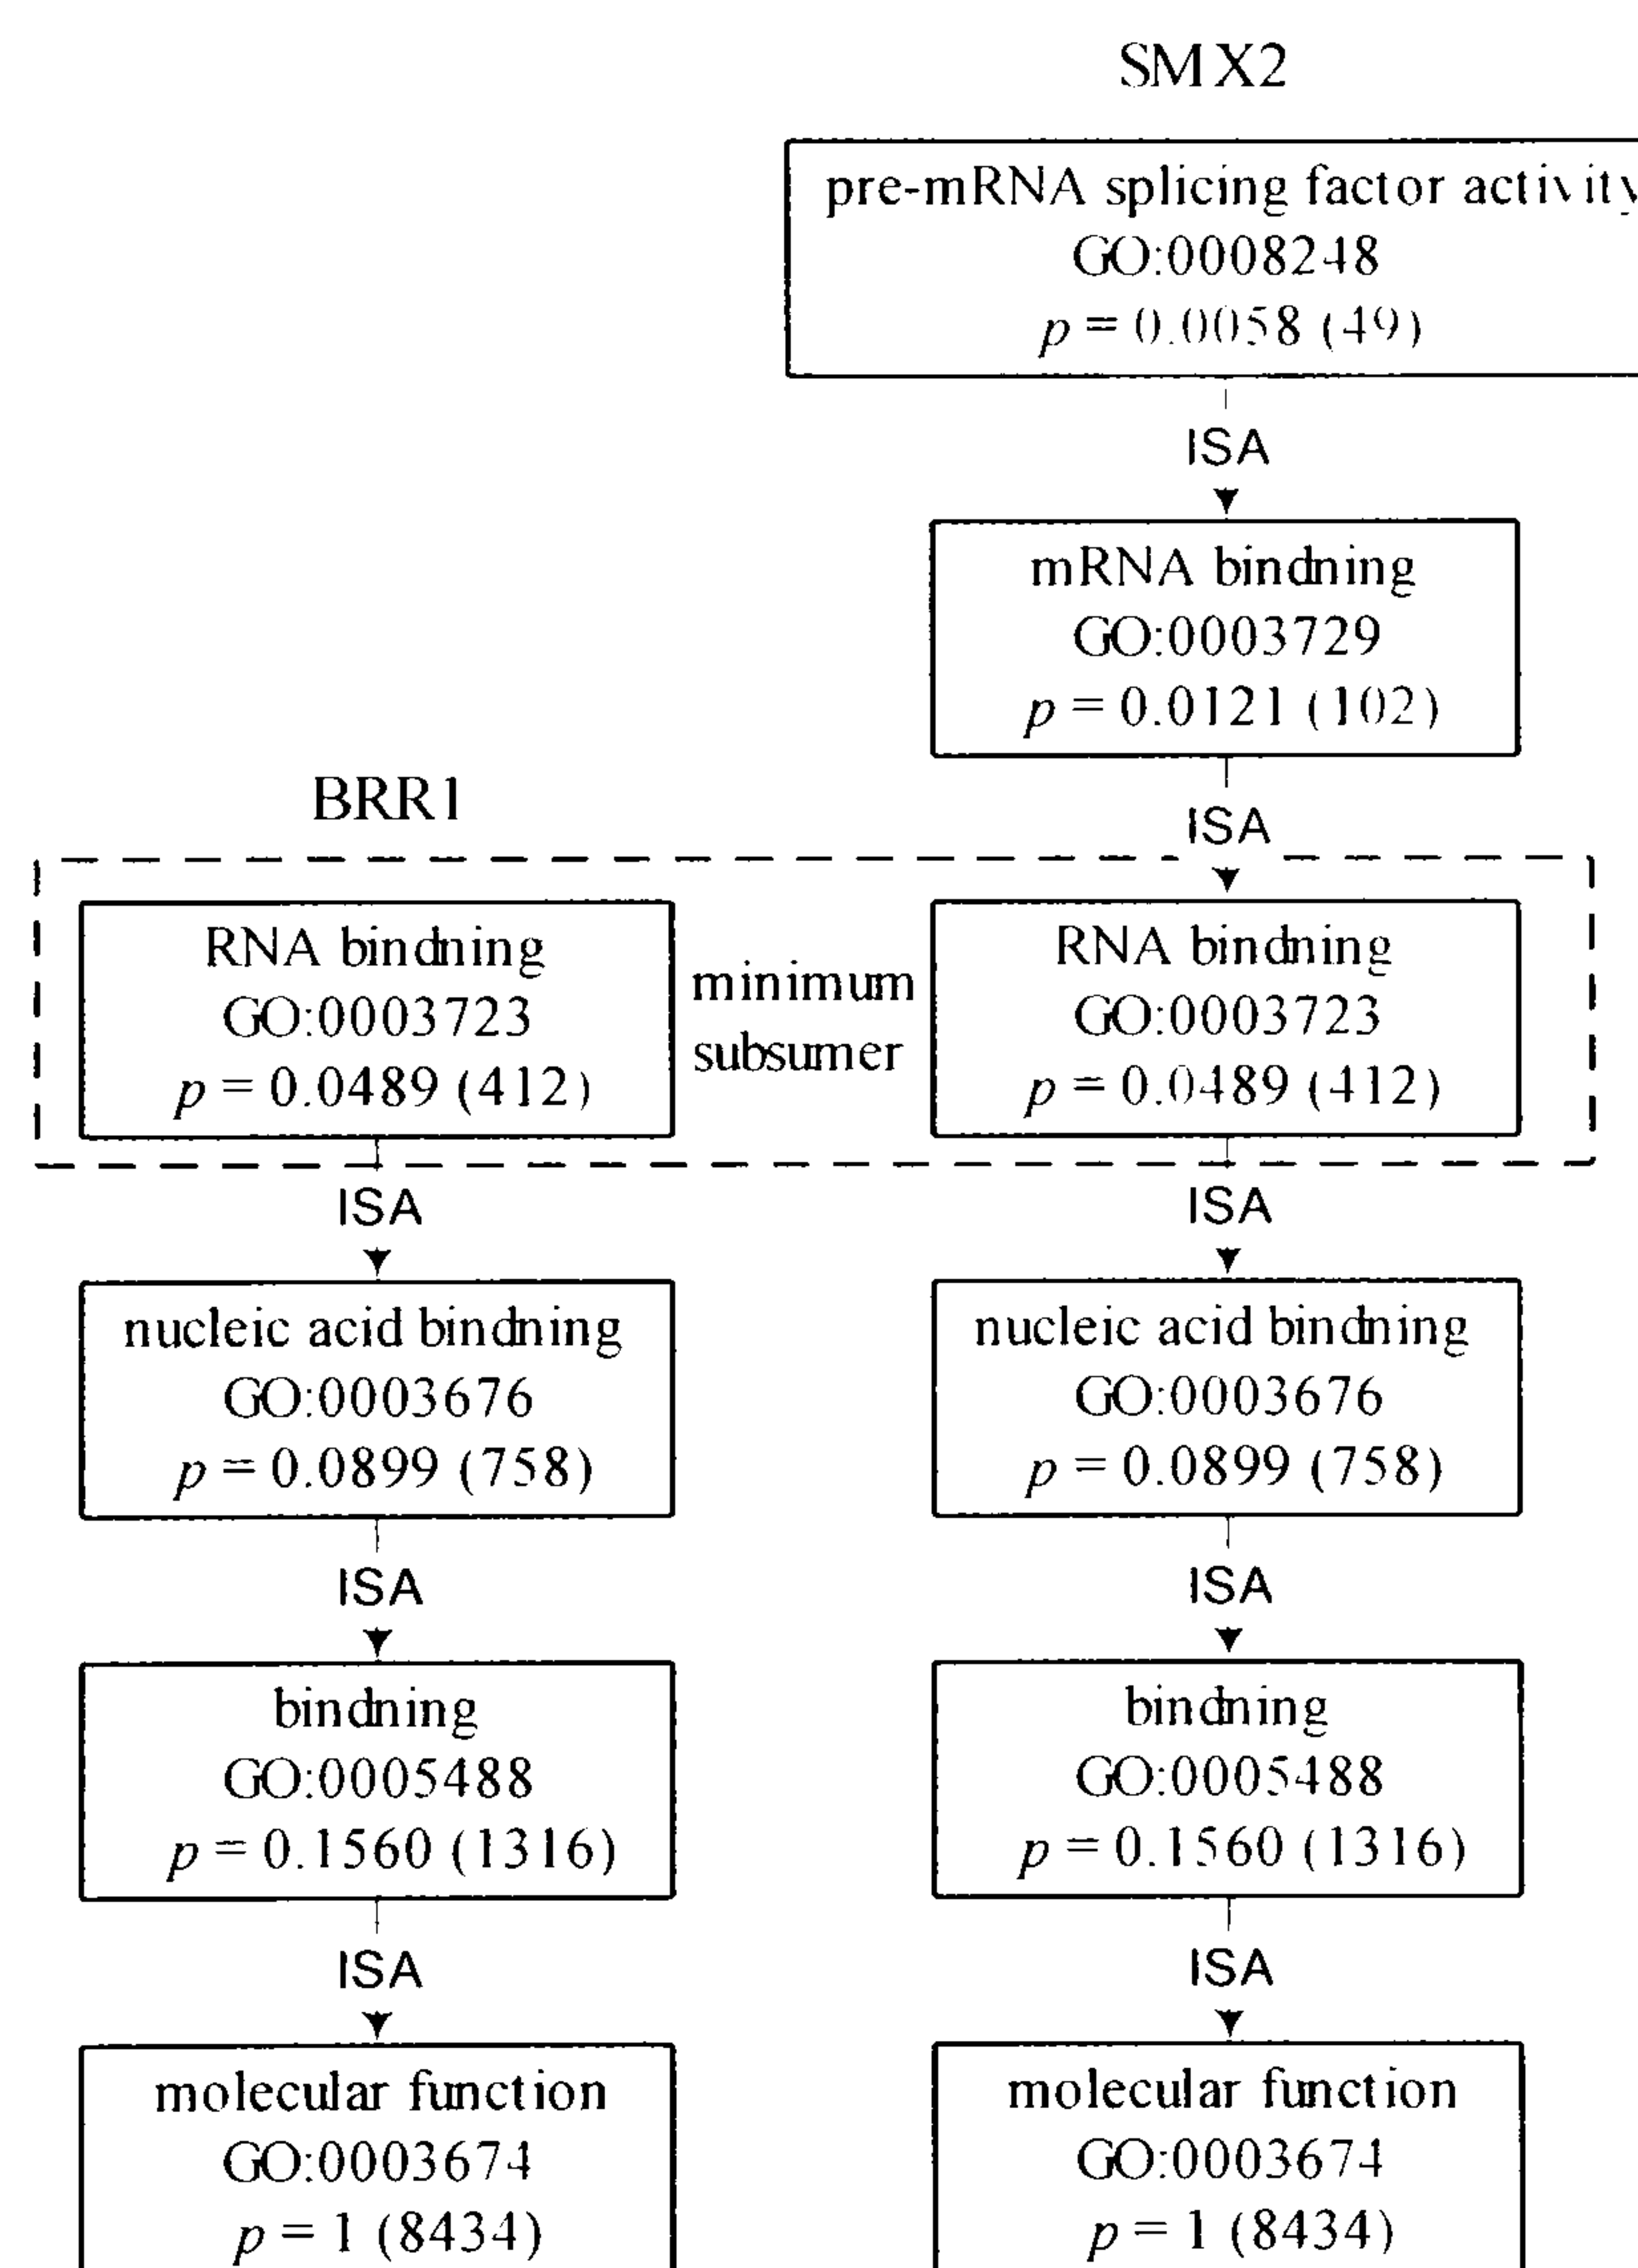 SMX2
pre-mRNA splicing factor activity
GO:0008248
p = 0.0058 (49)
ISA
mRNA bindning
GO:0003729
p = 0.0121 (102)
ISA
BRR1
RNA bindning
GO:0003723
p = 0.0489 (412)
minimum
subsumer
RNA bindning
GO:0003723
p = 0.0489 (412)
ISA
ISA
nucleic acid bindning
GO:0003676
p = 0.0899 (758)
nucleic acid bindning
GO:0003676
p = 0.0899 (758)
ISA
ISA
bindning
GO:0005488
p = 0.1560 (1316)
bindning
GO:0005488
p = 0.1560 (1316)
ISA
ISA
molecular function
GO:0003674
p = 1 (8434)
molecular function
GO:0003674
p = 1 (8434)